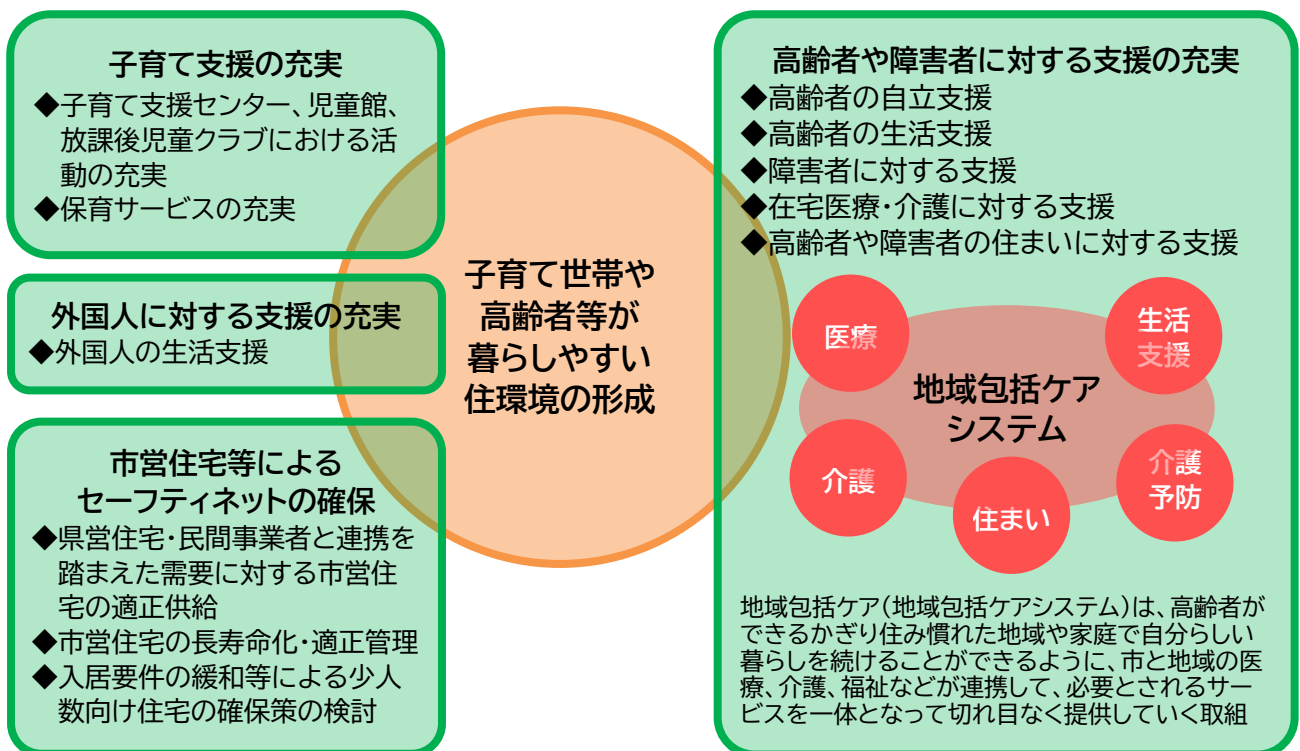 子育て支援の充実
◆子育て支援センター、児童館、
放課後児童クラブにおける活
動の充実
◆保育サービスの充実
外国人に対する支援の充実
◆外国人の生活支援
市営住宅等による
セーフティネットの確保
◆県営住宅・民間事業者と連携を
踏まえた需要に対する市営住
宅の適正供給
◆市営住宅の長寿命化・適正管理
◆入居要件の緩和等による少人
数向け住宅の確保策の検討
子育て世帯や
高齢者等が
暮らしやすい
住環境の形成
高齢者や障害者に対する支援の充実
◆高齢者の自立支援
◆高齢者の生活支援
◆障害者に対する支援
◆在宅医療・介護に対する支援
◆高齢者や障害者の住まいに対する支援
医療
生活
支援
地域包括ケア
システム
介護
住まい
介護
予防
地域包括ケア(地域包括ケアシステム)は、高齢者が
できるかぎり住み慣れた地域や家庭で自分らしい
暮らしを続けることができるように、市と地域の医
療、介護、福祉などが連携して、必要とされるサー
ビスを一体となって切れ目なく提供していく取組